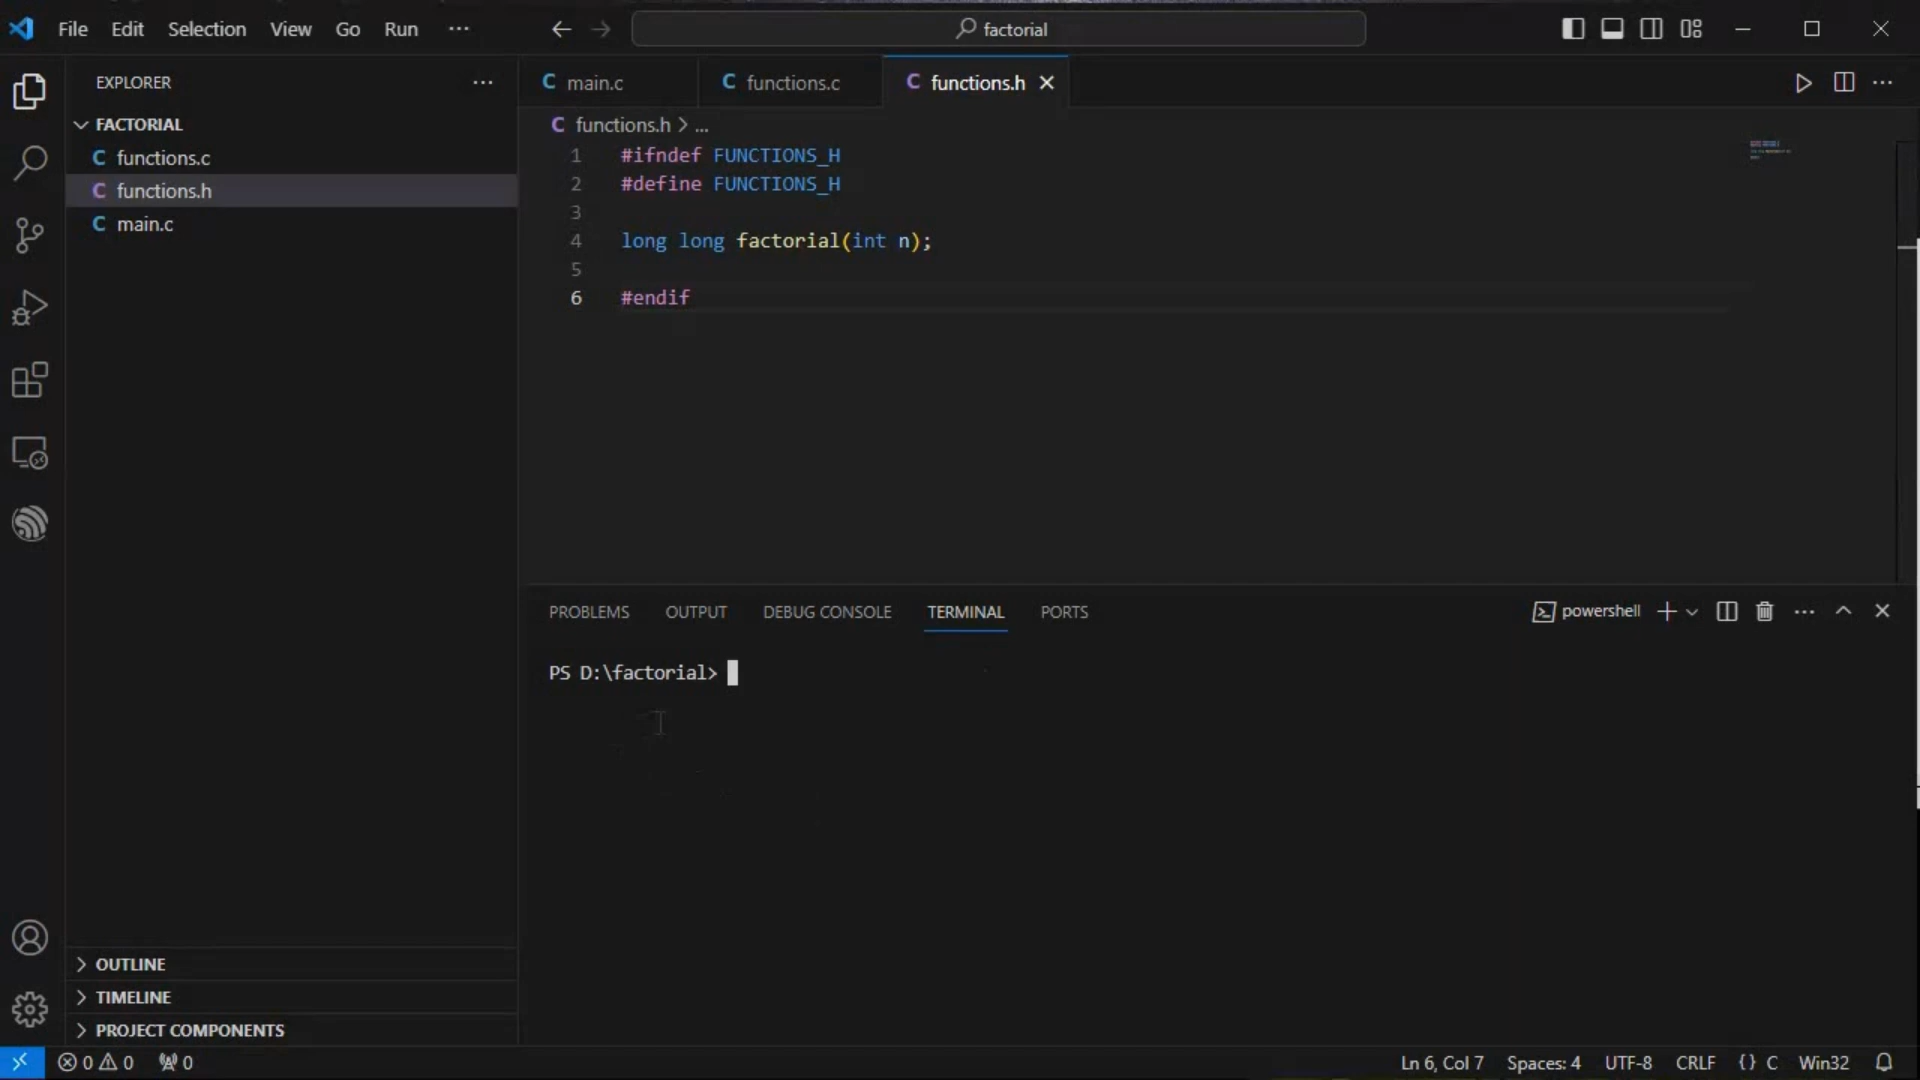 File Edit Selection View Go Run ···
factorial
EXPLORER ···
FACTORIAL
C functions.c
C functions.h
C main.c
OUTLINE
TIMELINE
PROJECT COMPONENTS
C main.c C functions.c C functions.h
C functions.h > ...
1 #ifndef FUNCTIONS_H
2 #define FUNCTIONS_H
3
4 long long factorial(int n);
5
6 #endif
PROBLEMS OUTPUT DEBUG CONSOLE TERMINAL PORTS powershell
PS D:\factorial>
0 0 0 Ln 6, Col 7 Spaces: 4 UTF-8 CRLF {} C Win32